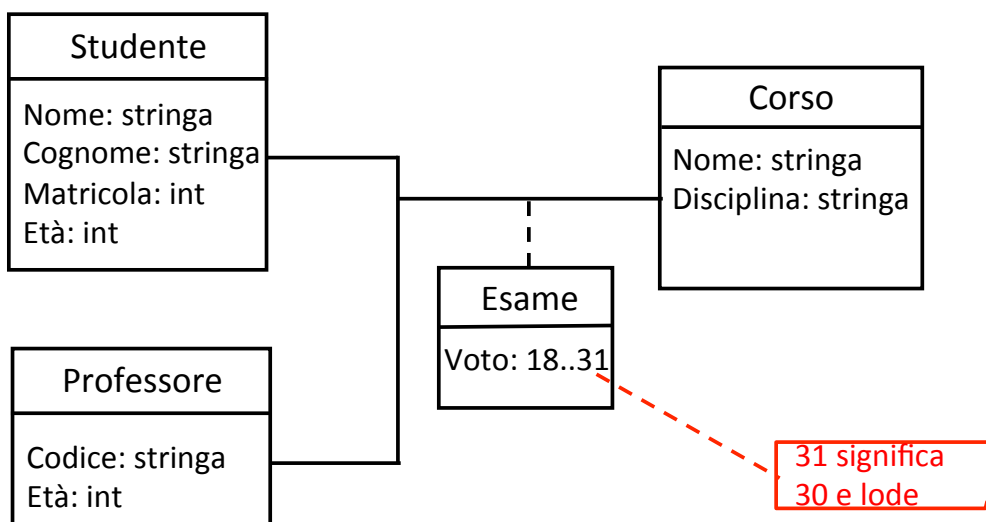 Studente
Nome: stringa
Cognome: stringa
Matricola: int
Età: int
Corso
Nome: stringa
Disciplina: stringa
Esame
Voto: 18..31
Professore
Codice: stringa
Età: int
31 significa
30 e lode